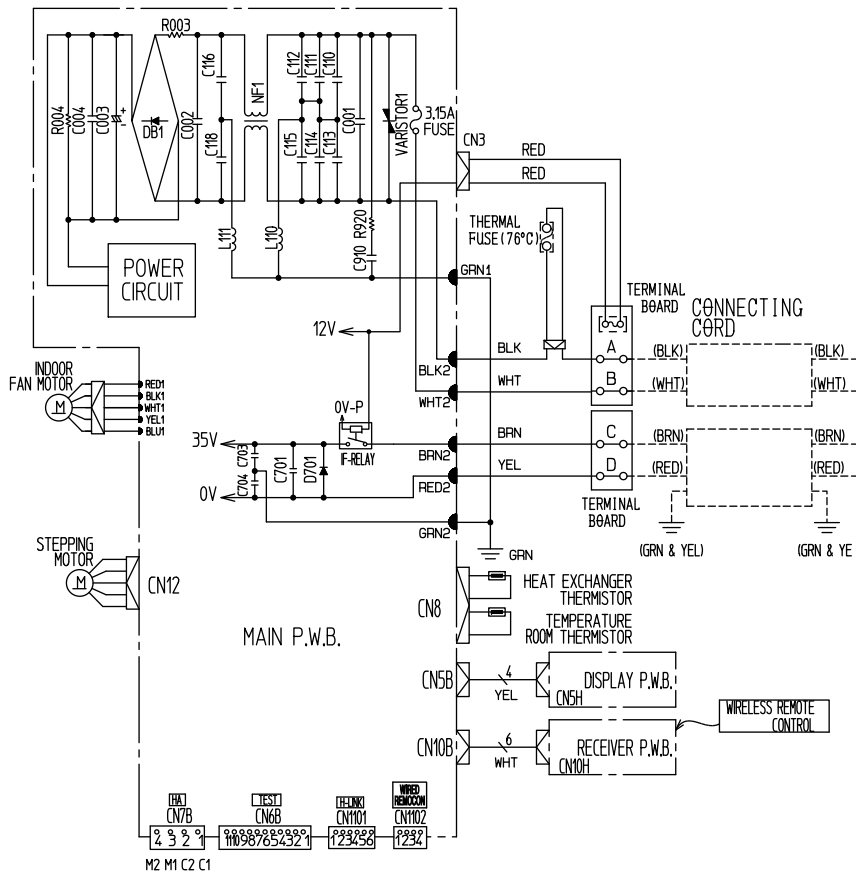 R003
R004
C004
C003
+
-
DB1
C002
C116
C118
NF1
C112
C111
C110
C115
C114
C113
C001
VARISTOR1
3.15A
FUSE
L111
L110
C910 R920
POWER
CIRCUIT
CN3
RED
RED
THERMAL
FUSE(76°C)
GRN1
TERMINAL
BOARD
CONNECTING
CORD
12V
BLK2
BLK
A
(BLK)
(BLK)
WHT2
WHT
B
(WHT)
(WHT)
INDOOR
FAN MOTOR
M
RED1
BLK1
WHT1
YEL1
BLU1
0V-P
IF-RELAY
35V
C703
C704
C701
D701
0V
BRN2
BRN
C
(BRN)
(BRN)
RED2
YEL
D
(RED)
(RED)
TERMINAL
BOARD
GRN2
GRN
(GRN & YEL)
(GRN & YE
STEPPING
MOTOR
M
CN12
MAIN P.W.B.
CN8
HEAT EXCHANGER
THERMISTOR
TEMPERATURE
ROOM THERMISTOR
CN5B
4
YEL
DISPLAY P.W.B.
CN5H
CN10B
6
WHT
RECEIVER P.W.B.
CN10H
WIRELESS REMOTE
CONTROL
HA
CN7B
4 3 2 1
M2 M1 C2 C1
TEST
CN6B
1110987654321
H-LINK
CN1101
123456
WIRED
REMOCON
CN1102
1234